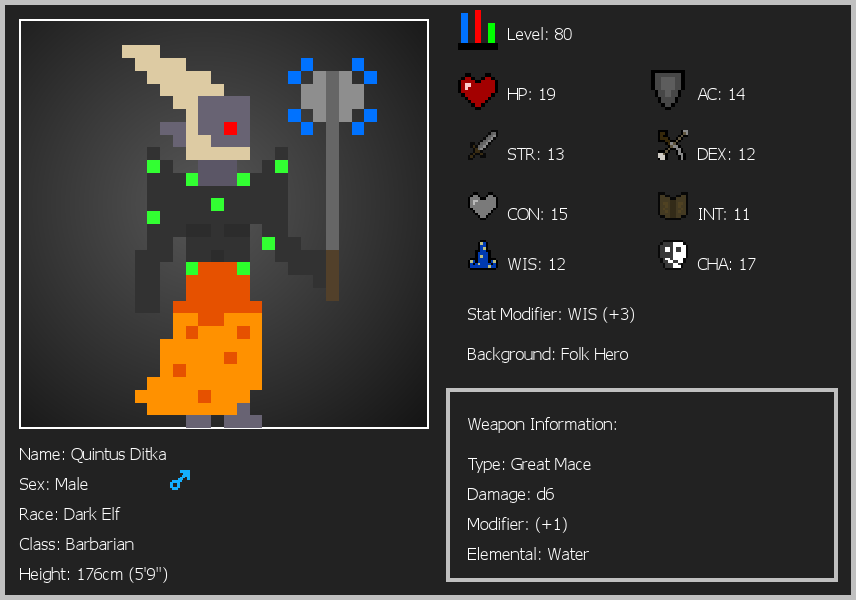 Level: 80
HP: 19
AC: 14
STR: 13
DEX: 12
CON: 15
INT: 11
WIS: 12
CHA: 17
Stat Modifier: WIS (+3)
Background: Folk Hero
Weapon Information:
Type: Great Mace
Damage: d6
Modifier: (+1)
Elemental: Water
Name: Quintus Ditka
Sex: Male
Race: Dark Elf
Class: Barbarian
Height: 176cm (5'9")